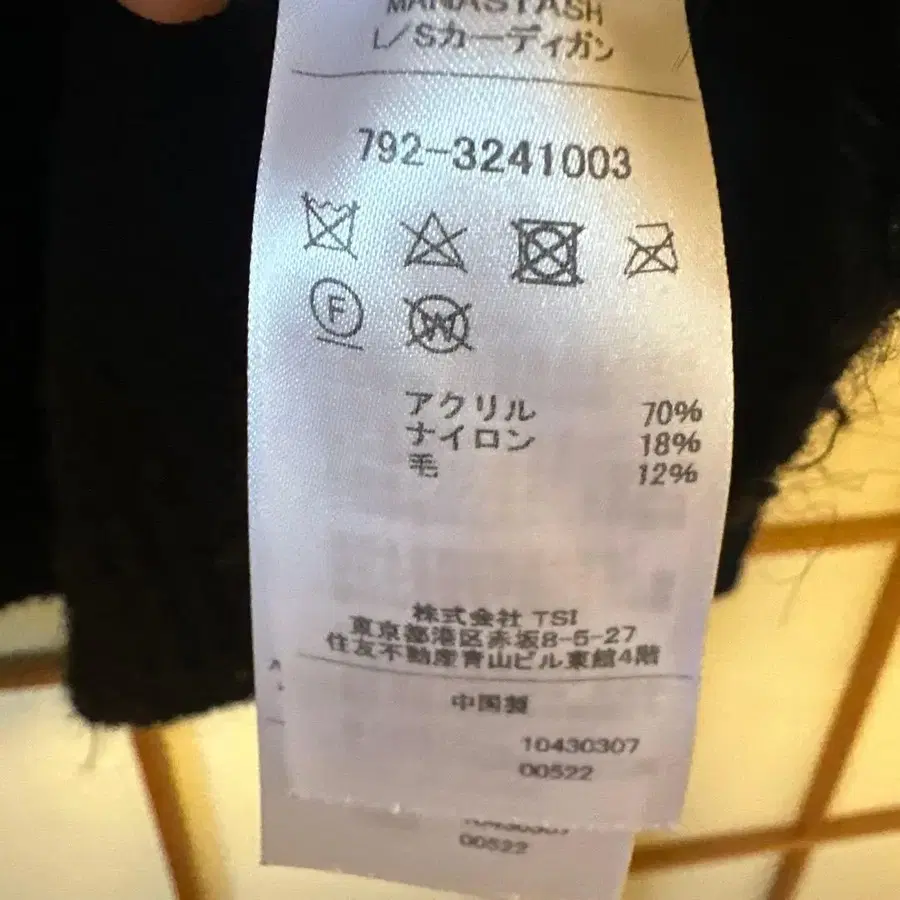 MANASTASH
L/Sカーディガン
792-3241003
F
W
アクリル 70%
ナイロン 18%
毛 12%
株式会社 TSI
東京都港区赤坂8-5-27
住友不動産青山ビル東館4階
中国製
10430307
00522
10430307
00522